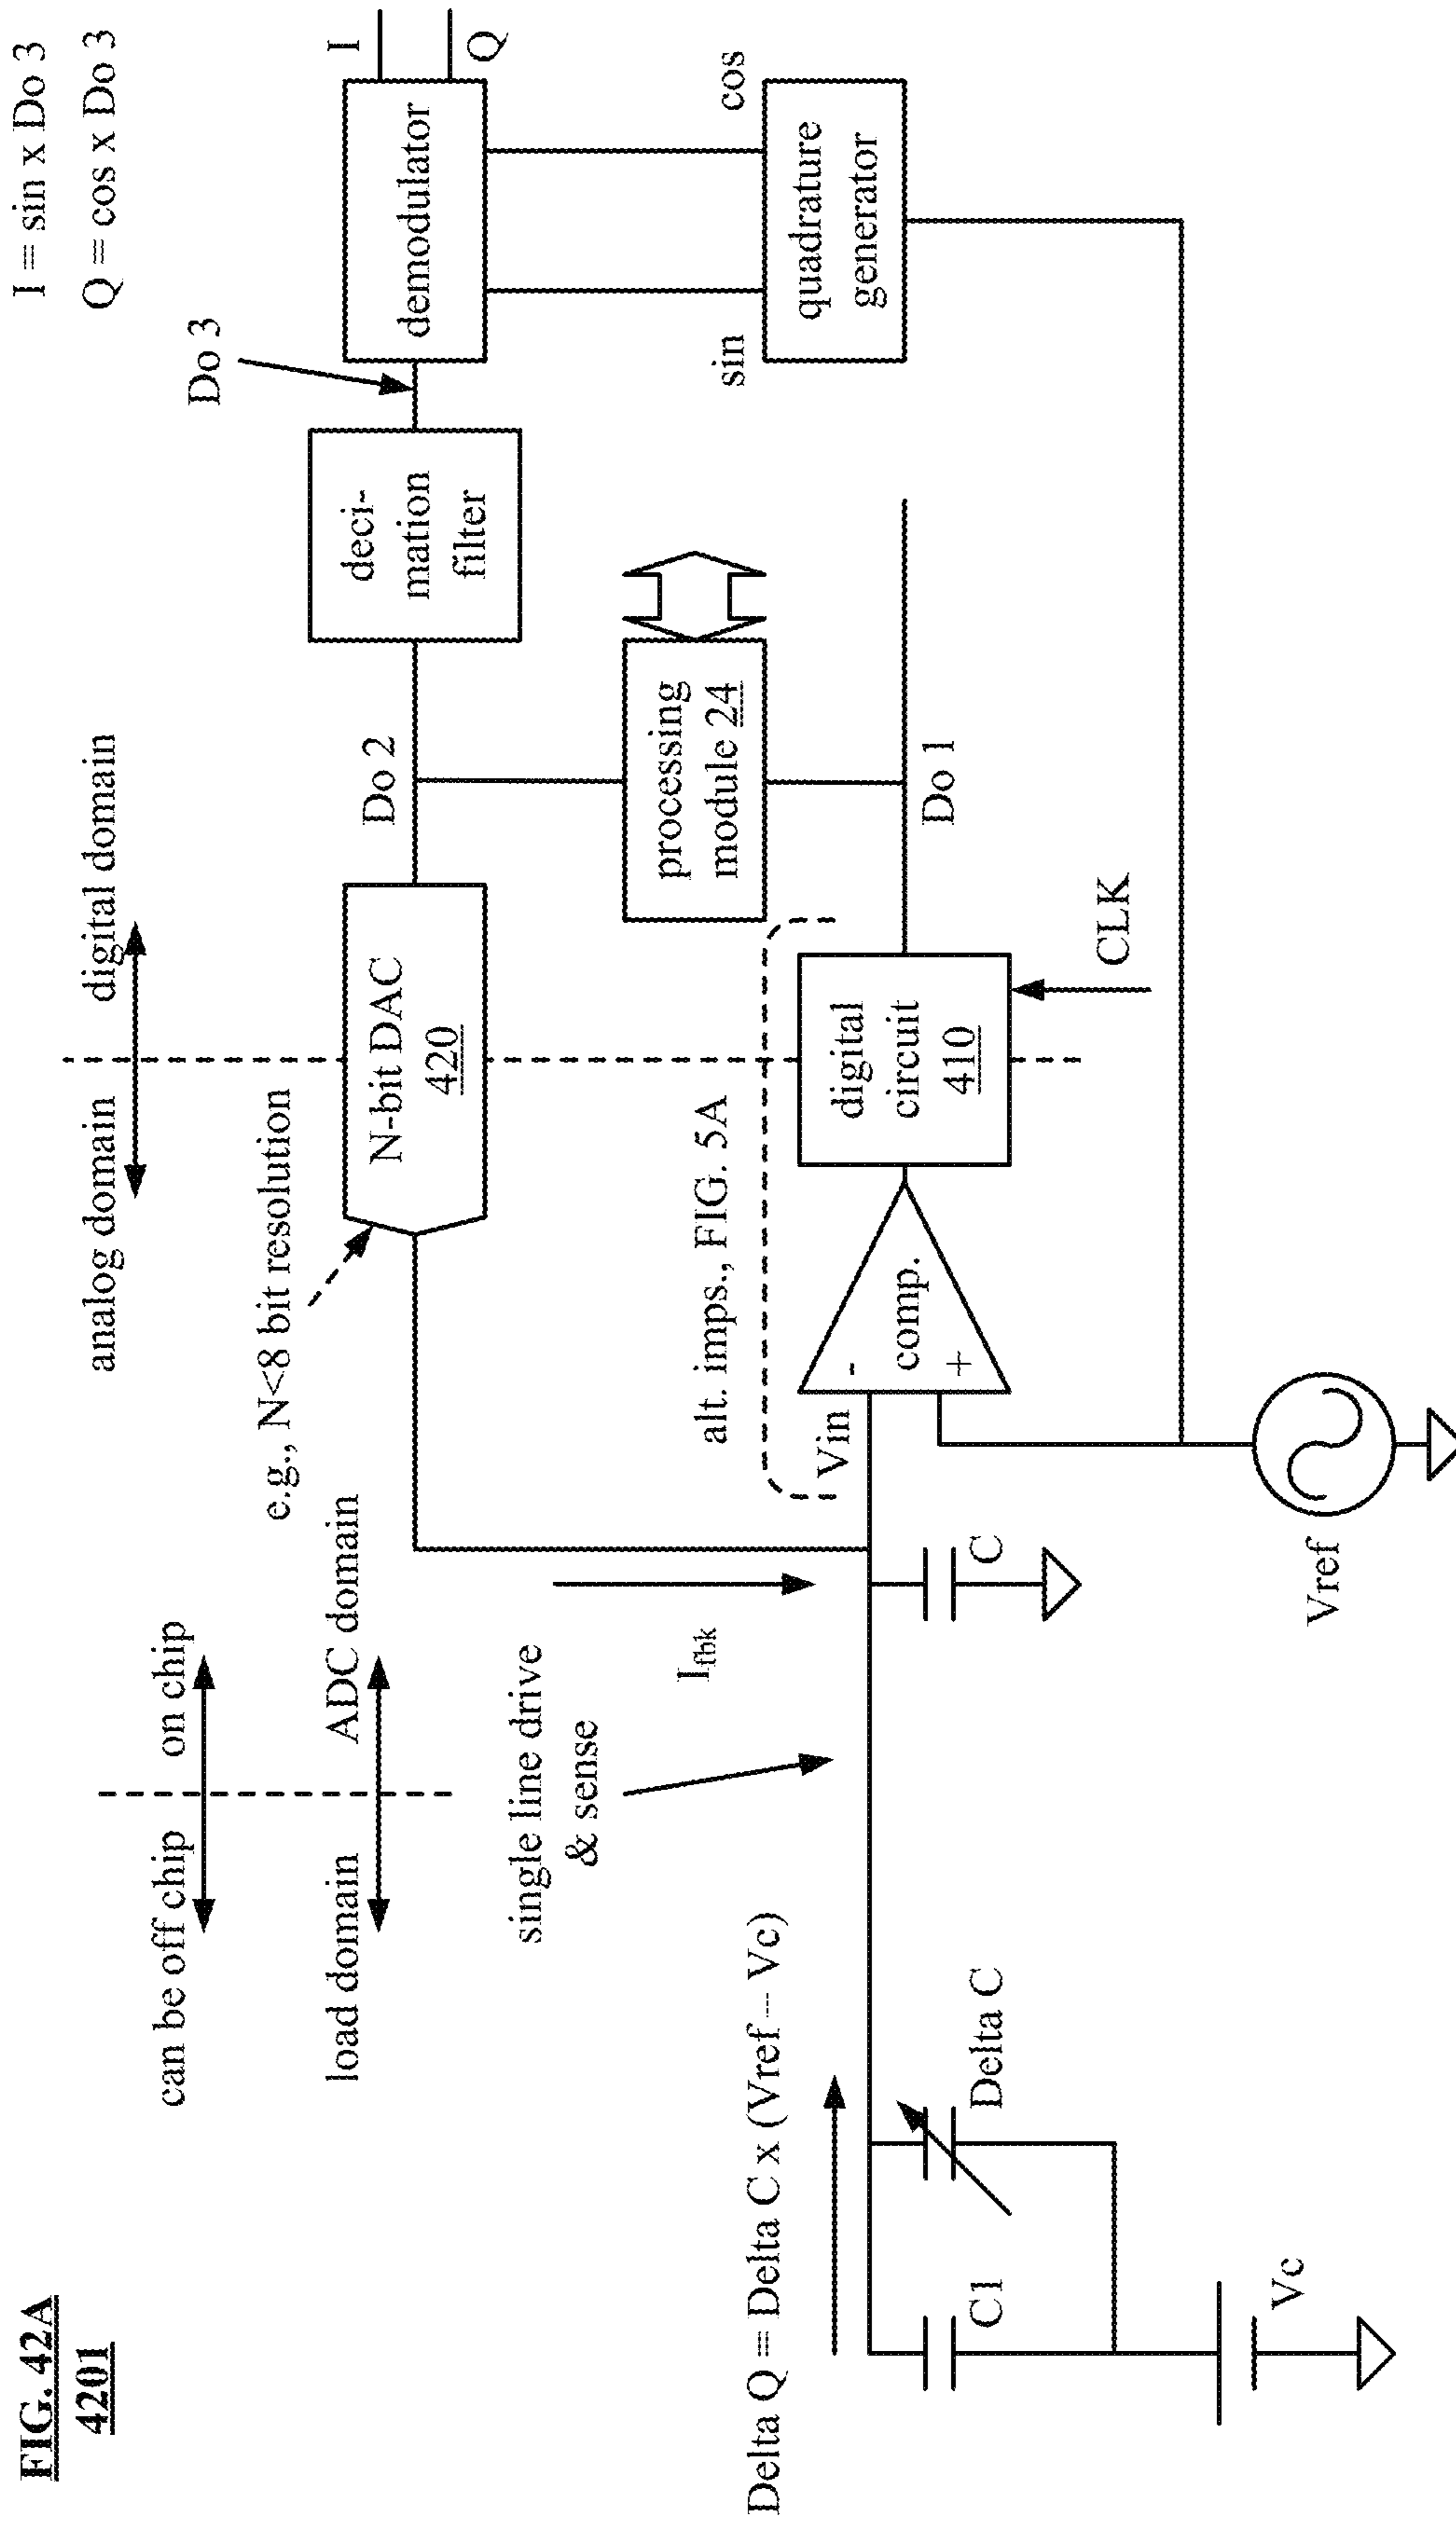 FIG. 42A
4201
can be off chip
on chip
load domain
ADC domain
analog domain
digital domain
I = sin x Do 3
Q = cos x Do 3
e.g., N<8 bit resolution
N-bit DAC
420
Do 2
deci-
mation
filter
Do 3
demodulator
I
Q
single line drive
& sense
I fbk
alt. imps., FIG. 5A
processing
module 24
sin
cos
quadrature
generator
Delta Q = Delta C x (Vref – Vc)
Vin
-
+
comp.
digital
circuit
410
Do 1
CLK
C1
Delta C
C
Vc
Vref